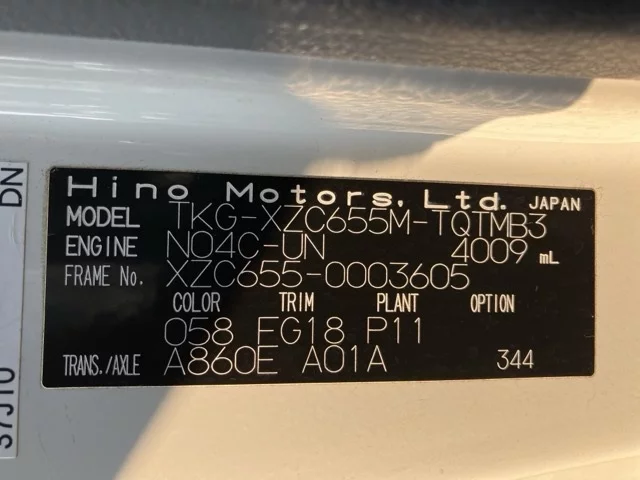 Hino Motors, Ltd. JAPAN
MODEL TKG-XZC655M-TQTMB3
ENGINE N04C-UN 4009 mL
FRAME No. XZC655-0003605
COLOR TRIM PLANT OPTION
058 FG18 P11
TRANS./AXLE A860E A01A 344
DN